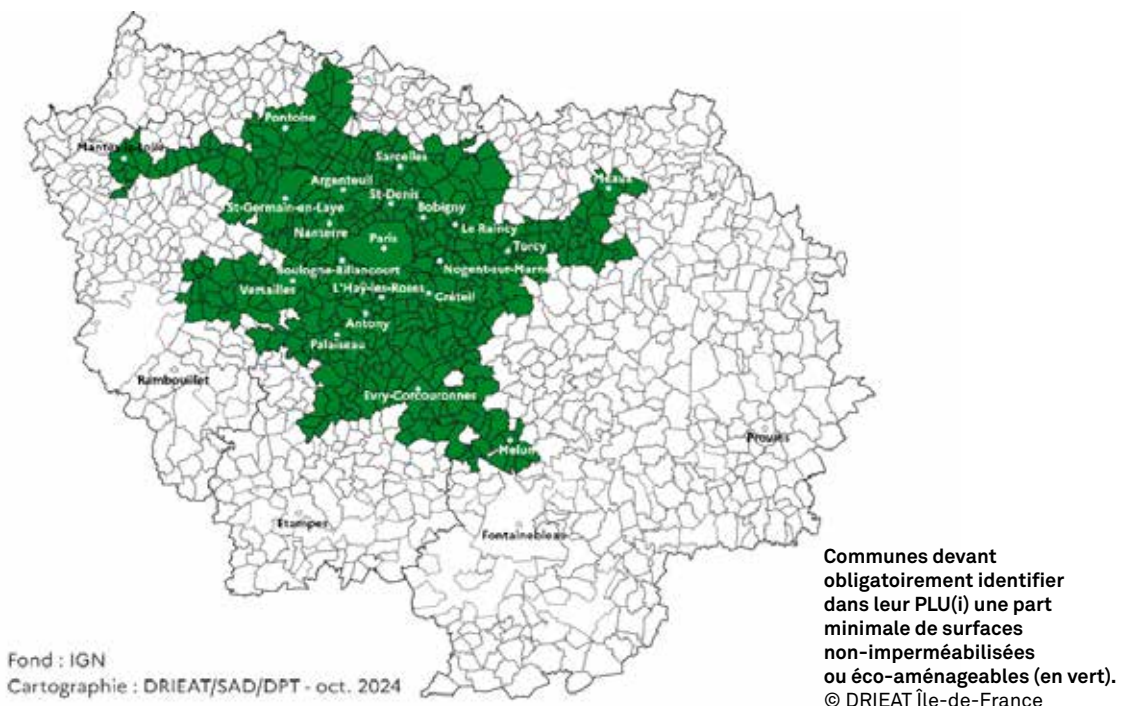 Pontoise
Mantes-la-Jolie
Sarcelles
Meaux
Argenteuil
St-Denis
St-Germain-en-Laye
Bobigny
Le Raincy
Nanterre
Paris
Torcy
Boulogne-Billancourt
Nogent-sur-Marne
Versailles
L'Haÿ-les-Roses
Créteil
Antony
Palaiseau
Rambouillet
Evry-Corcouronnes
Provins
Melun
Etampes
Fontainebleau
Communes devant
obligatoirement identifier
dans leur PLU(i) une part
minimale de surfaces
non-imperméabilisées
ou éco-aménageables (en vert).
© DRIEAT Île-de-France
Fond : IGN
Cartographie : DRIEAT/SAD/DPT - oct. 2024